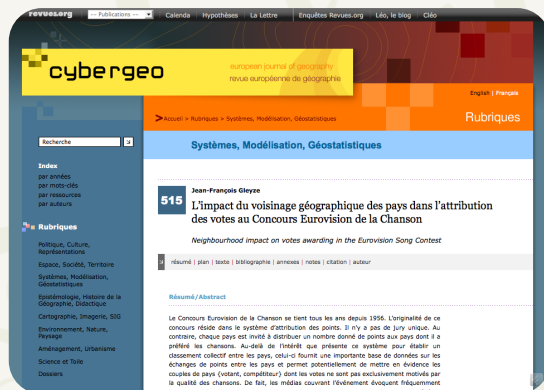 revues.org -- Publications -- Calenda Hypothèses La Lettre Enquêtes Revues.org Léo, le blog Cléo
cybergeo
european journal of geography
revue européenne de géographie
English | Français
Accueil > Rubriques > Systèmes, Modélisation, Géostatistiques
Rubriques
Recherche
Systèmes, Modélisation, Géostatistiques
Index
par années
par mots-clés
par ressources
par auteurs
Rubriques
Politique, Culture,
Représentations
Espace, Société, Territoire
Systèmes, Modélisation,
Géostatistiques
Epistémologie, Histoire de la
Géographie, Didactique
Cartographie, Imagerie, SIG
Environnement, Nature,
Paysage
Aménagement, Urbanisme
Science et Toile
Dossiers
515
Jean-François Gleyze
L'impact du voisinage géographique des pays dans l'attribution
des votes au Concours Eurovision de la Chanson
Neighbourhood impact on votes awarding in the Eurovision Song Contest
résumé | plan | texte | bibliographie | annexes | notes | citation | auteur
Résumé/Abstract
Le Concours Eurovision de la Chanson se tient tous les ans depuis 1956. L'originalité de ce
concours réside dans le système d'attribution des points. Il n'y a pas de jury unique. Au
contraire, chaque pays est invité à distribuer un nombre donné de points aux pays dont il a
préféré les chansons. Au-delà de l'intérêt que présente ce système pour établir un
classement collectif entre les pays, celui-ci fournit une importante base de données sur les
échanges de points entre les pays et permet potentiellement de mettre en évidence les
couples de pays (votant, compétiteur) dont les votes ne sont pas exclusivement motivés par
la qualité des chansons. De fait, les médias couvrant l'événement évoquent fréquemment